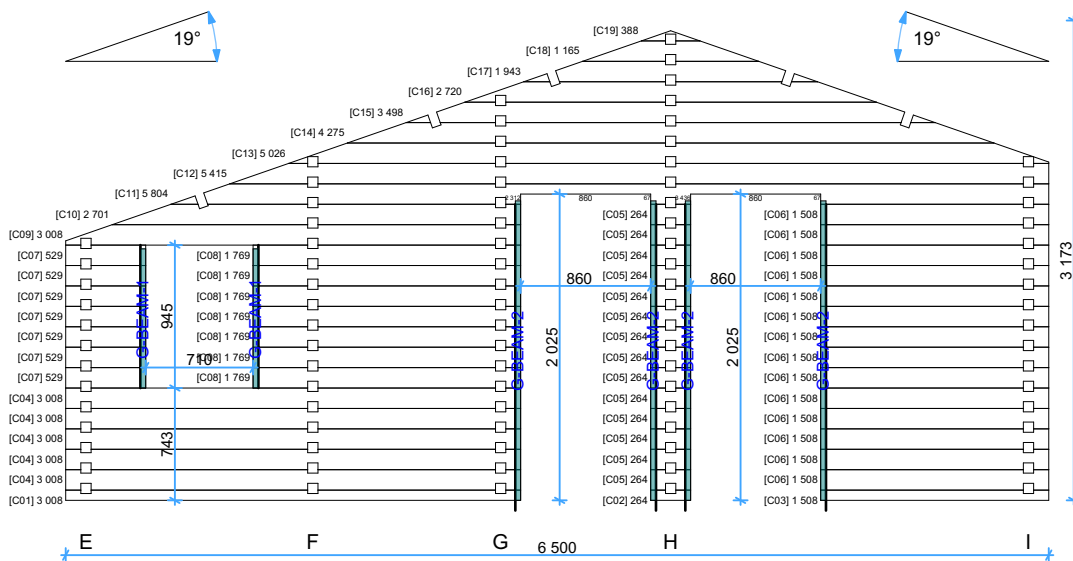 19°
19°
[C19] 388
[C18] 1 165
[C17] 1 943
[C16] 2 720
[C15] 3 498
[C14] 4 275
[C13] 5 026
[C12] 5 415
[C11] 5 804
[C10] 2 701
[C09] 3 008
860
67
860
67
[C07] 529
[C07] 529
[C07] 529
[C07] 529
[C07] 529
[C07] 529
[C07] 529
[C04] 3 008
[C04] 3 008
[C04] 3 008
[C04] 3 008
[C01] 3 008
[C08] 1 769
[C08] 1 769
[C08] 1 769
[C08] 1 769
[C08] 1 769
[C08] 1 769
[C08] 1 769
G-BEAM-1
G-BEAM-1
945
710
743
[C05] 264
[C05] 264
[C05] 264
[C05] 264
[C05] 264
[C05] 264
[C05] 264
[C05] 264
[C05] 264
[C05] 264
[C05] 264
[C05] 264
[C05] 264
[C05] 264
[C02] 264
[C06] 1 508
[C06] 1 508
[C06] 1 508
[C06] 1 508
[C06] 1 508
[C06] 1 508
[C06] 1 508
[C06] 1 508
[C06] 1 508
[C06] 1 508
[C06] 1 508
[C06] 1 508
[C06] 1 508
[C06] 1 508
[C03] 1 508
G-BEAM-2
G-BEAM-2
G-BEAM-2
G-BEAM-2
860
2 025
860
2 025
3 173
E
F
G
H
I
6 500